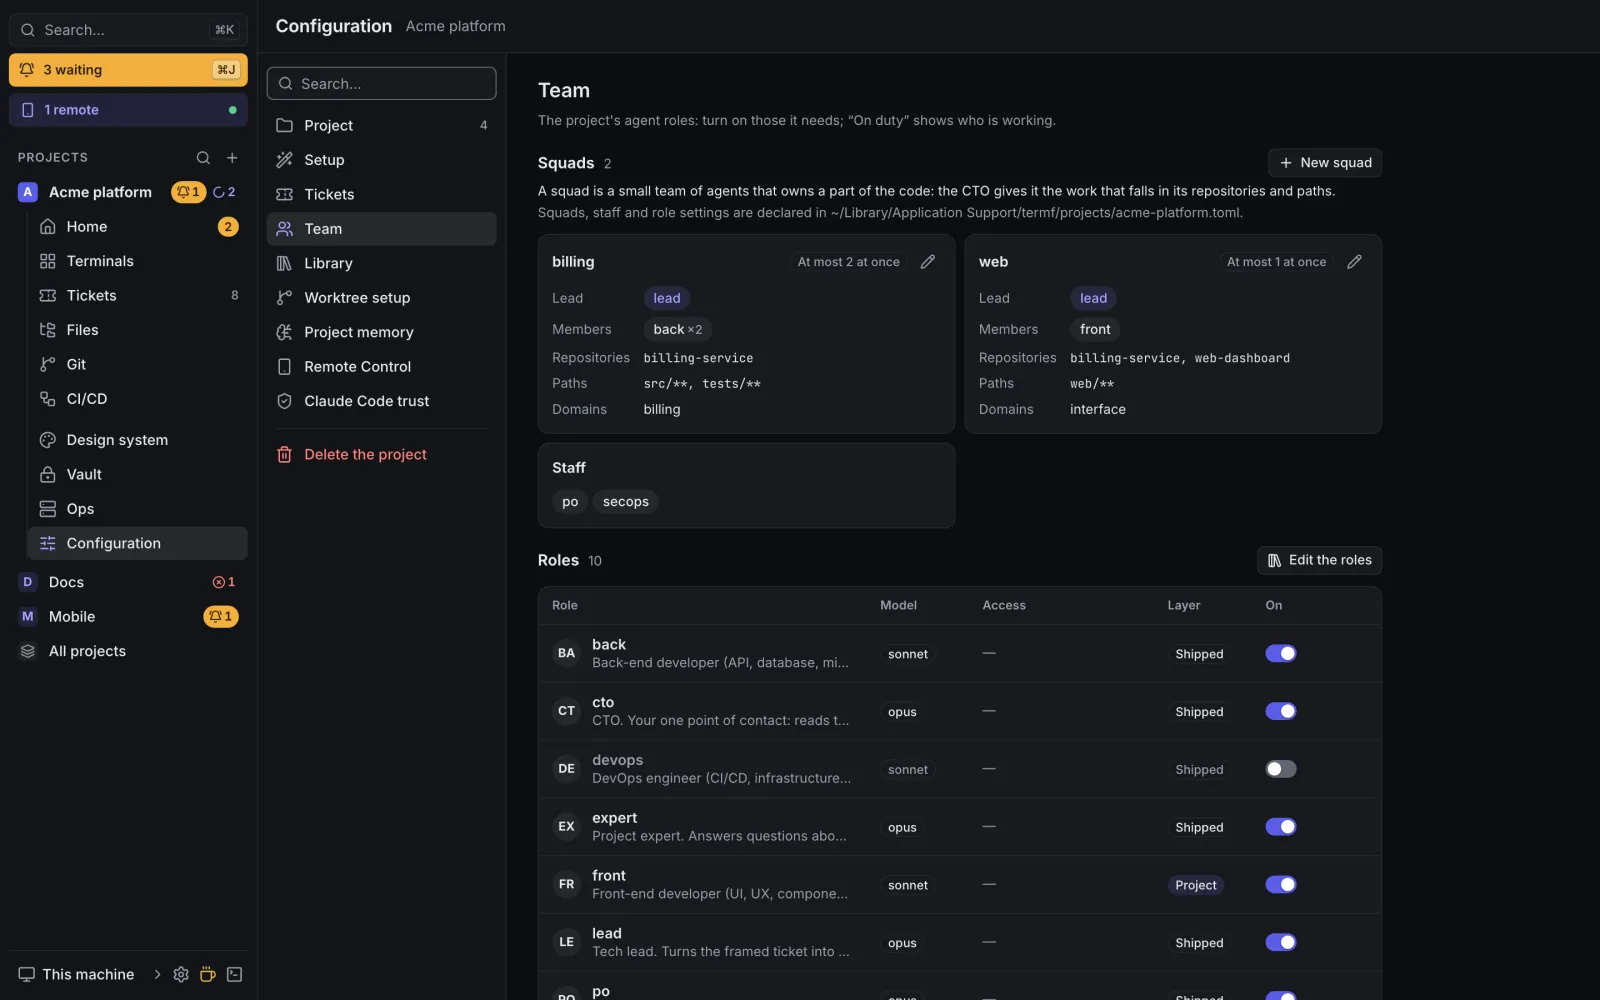 Search...
⌘K
3 waiting
⌘J
1 remote
PROJECTS
A
Acme platform
1
2
Home
2
Terminals
Tickets
8
Files
Git
CI/CD
Design system
Vault
Ops
Configuration
D
Docs
1
M
Mobile
1
All projects
This machine
Configuration Acme platform
Search...
Project
4
Setup
Tickets
Team
Library
Worktree setup
Project memory
Remote Control
Claude Code trust
Delete the project
Team
The project's agent roles: turn on those it needs; “On duty” shows who is working.
Squads 2
New squad
A squad is a small team of agents that owns a part of the code: the CTO gives it the work that falls in its repositories and paths.
Squads, staff and role settings are declared in ~/Library/Application Support/termf/projects/acme-platform.toml.
billing
At most 2 at once
Lead lead
Members back ×2
Repositories billing-service
Paths src/**, tests/**
Domains billing
web
At most 1 at once
Lead lead
Members front
Repositories billing-service, web-dashboard
Paths web/**
Domains interface
Staff
po secops
Roles 10
Edit the roles
Role Model Access Layer On
BA
back
Back-end developer (API, database, mi...
sonnet — Shipped
CT
cto
CTO. Your one point of contact: reads t...
opus — Shipped
DE
devops
DevOps engineer (CI/CD, infrastructure...
sonnet — Shipped
EX
expert
Project expert. Answers questions abo...
opus — Shipped
FR
front
Front-end developer (UI, UX, compone...
sonnet — Project
LE
lead
Tech lead. Turns the framed ticket into ...
opus — Shipped
PO
po
opus Shipped